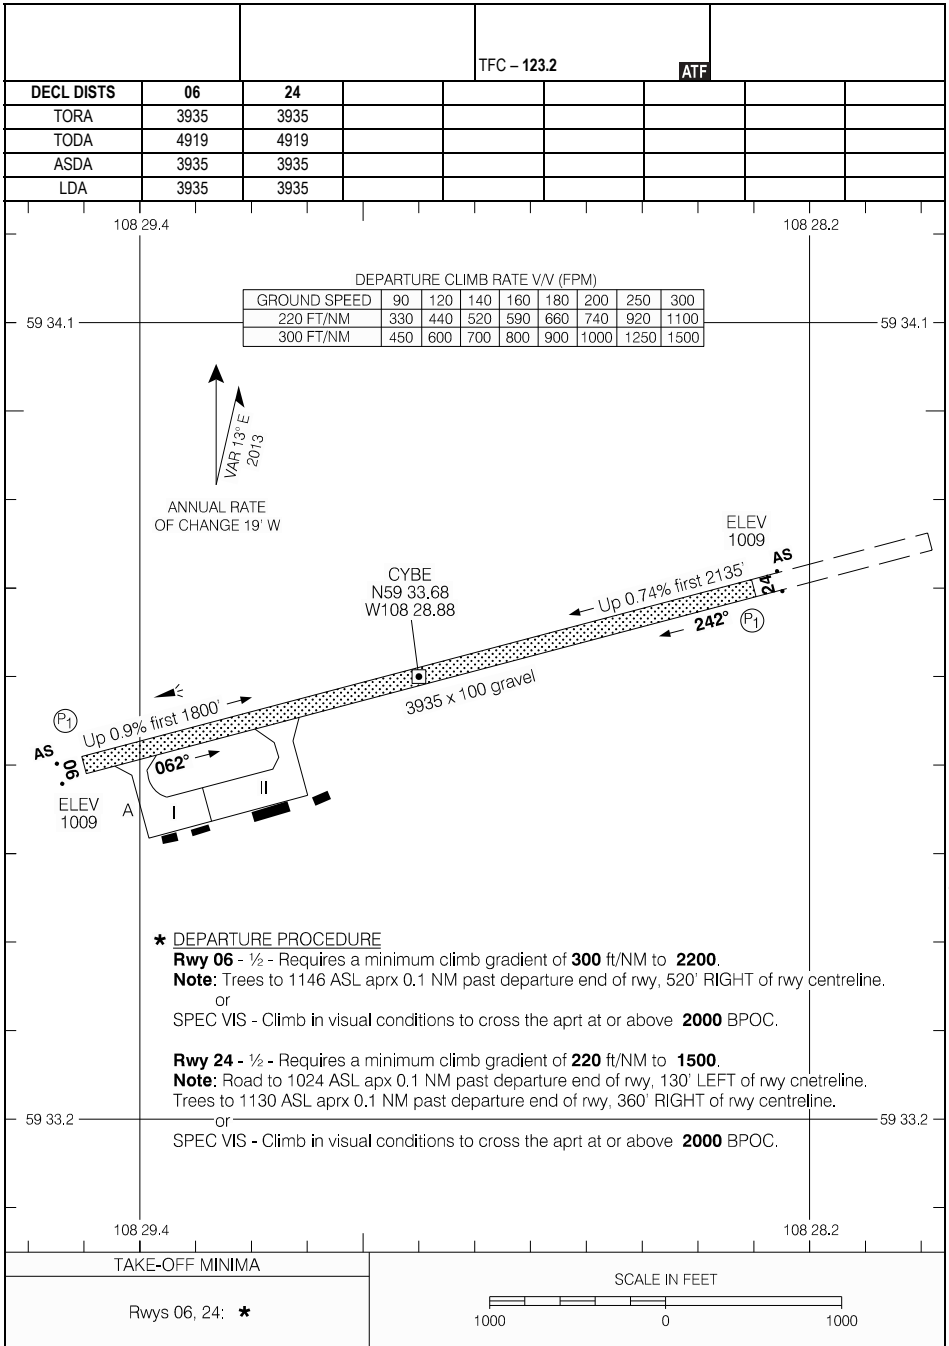 TFC – 123.2 ATF
DECL DISTS 06 24
TORA 3935 3935
TODA 4919 4919
ASDA 3935 3935
LDA 3935 3935
108 29.4 108 28.2
DEPARTURE CLIMB RATE V/V (FPM)
GROUND SPEED 90 120 140 160 180 200 250 300
220 FT/NM 330 440 520 590 660 740 920 1100
300 FT/NM 450 600 700 800 900 1000 1250 1500
59 34.1 59 34.1
VAR 13° E
2013
ANNUAL RATE
OF CHANGE 19' W
ELEV
1009
AS
24
CYBE
N59 33.68
W108 28.88
Up 0.74% first 2135'
242° P1
3935 x 100 gravel
P1
Up 0.9% first 1800'
AS
06
062°
ELEV
1009
A I II
* DEPARTURE PROCEDURE
Rwy 06 - ½ - Requires a minimum climb gradient of 300 ft/NM to 2200.
Note: Trees to 1146 ASL aprx 0.1 NM past departure end of rwy, 520' RIGHT of rwy centreline.
or
SPEC VIS - Climb in visual conditions to cross the aprt at or above 2000 BPOC.
Rwy 24 - ½ - Requires a minimum climb gradient of 220 ft/NM to 1500.
Note: Road to 1024 ASL apx 0.1 NM past departure end of rwy, 130' LEFT of rwy cnetreline.
Trees to 1130 ASL aprx 0.1 NM past departure end of rwy, 360' RIGHT of rwy centreline.
59 33.2 or 59 33.2
SPEC VIS - Climb in visual conditions to cross the aprt at or above 2000 BPOC.
108 29.4 108 28.2
TAKE-OFF MINIMA
Rwys 06, 24: *
SCALE IN FEET
1000 0 1000